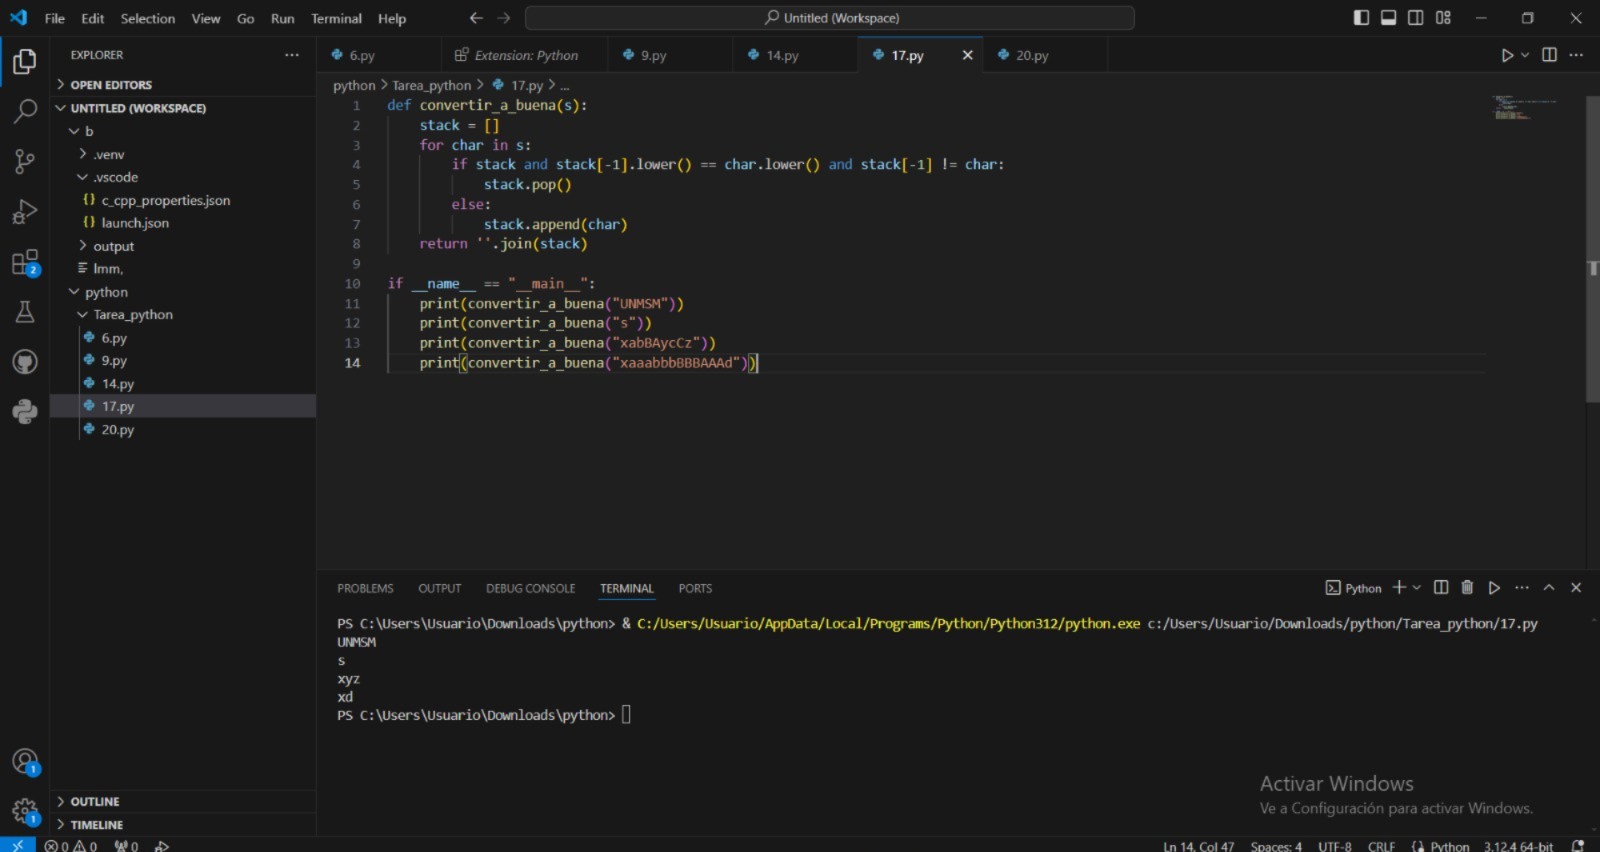 File Edit Selection View Go Run Terminal Help
Untitled (Workspace)
EXPLORER
OPEN EDITORS
UNTITLED (WORKSPACE)
b
.venv
.vscode
c_cpp_properties.json
launch.json
output
lmm,
python
Tarea_python
6.py
9.py
14.py
17.py
20.py
OUTLINE
TIMELINE
2
1
1
6.py Extension: Python 9.py 14.py 17.py 20.py
python > Tarea_python > 17.py > ...
1 def convertir_a_buena(s):
2 stack = []
3 for char in s:
4 if stack and stack[-1].lower() == char.lower() and stack[-1] != char:
5 stack.pop()
6 else:
7 stack.append(char)
8 return ''.join(stack)
9
10 if __name__ == "__main__":
11 print(convertir_a_buena("UNMSM"))
12 print(convertir_a_buena("s"))
13 print(convertir_a_buena("xabBAycCz"))
14 print(convertir_a_buena("xaaabbbBBBAAAd"))
PROBLEMS OUTPUT DEBUG CONSOLE TERMINAL PORTS
Python
PS C:\Users\Usuario\Downloads\python> & C:/Users/Usuario/AppData/Local/Programs/Python/Python312/python.exe c:/Users/Usuario/Downloads/python/Tarea_python/17.py
UNMSM
s
xyz
xd
PS C:\Users\Usuario\Downloads\python>
Activar Windows
Ve a Configuración para activar Windows.
0 0 0 Ln 14, Col 47 Spaces: 4 UTF-8 CRLF Python 3.12.4 64-bit